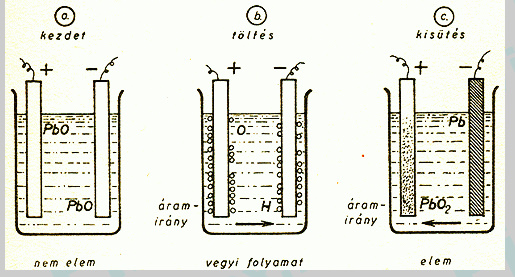 a.
kezdet
+ −
PbO
PbO
nem elem
b.
töltés
+ −
O
H
áram-
irány
vegyi folyamat
c.
kisütés
+ −
Pb
PbO₂
áram-
irány
elem